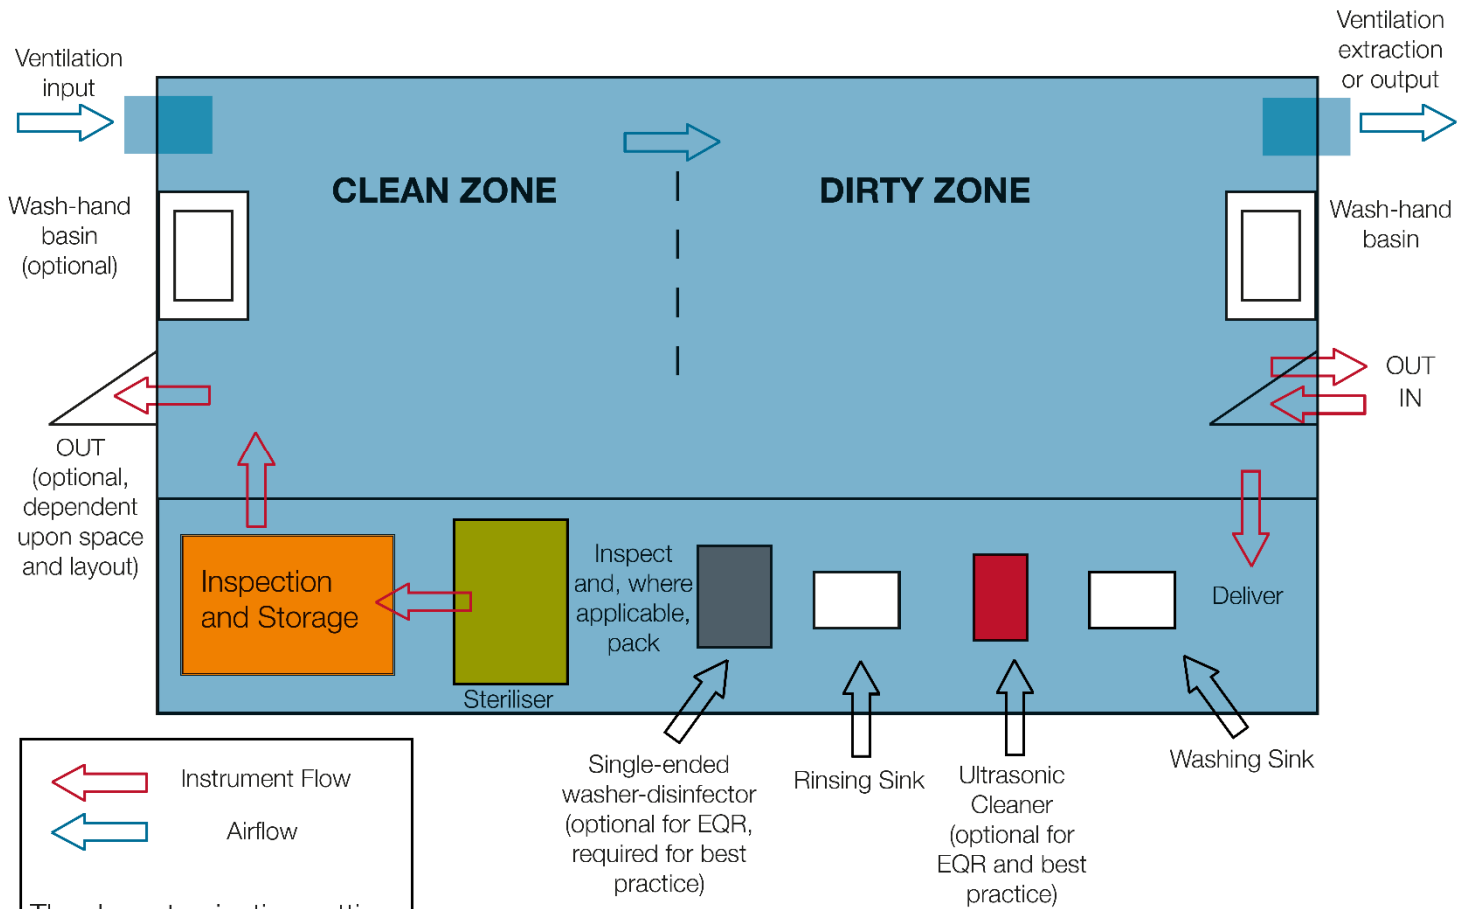 Ventilation
input
Ventilation
extraction
or output
CLEAN ZONE
DIRTY ZONE
Wash-hand
basin
(optional)
Wash-hand
basin
OUT
IN
OUT
(optional,
dependent
upon space
and layout)
Inspection
and Storage
Steriliser
Inspect
and, where
applicable,
pack
Deliver
Single-ended
washer-disinfector
(optional for EQR,
required for best
practice)
Rinsing Sink
Ultrasonic
Cleaner
(optional for
EQR and best
practice)
Washing Sink
Instrument Flow
Airflow